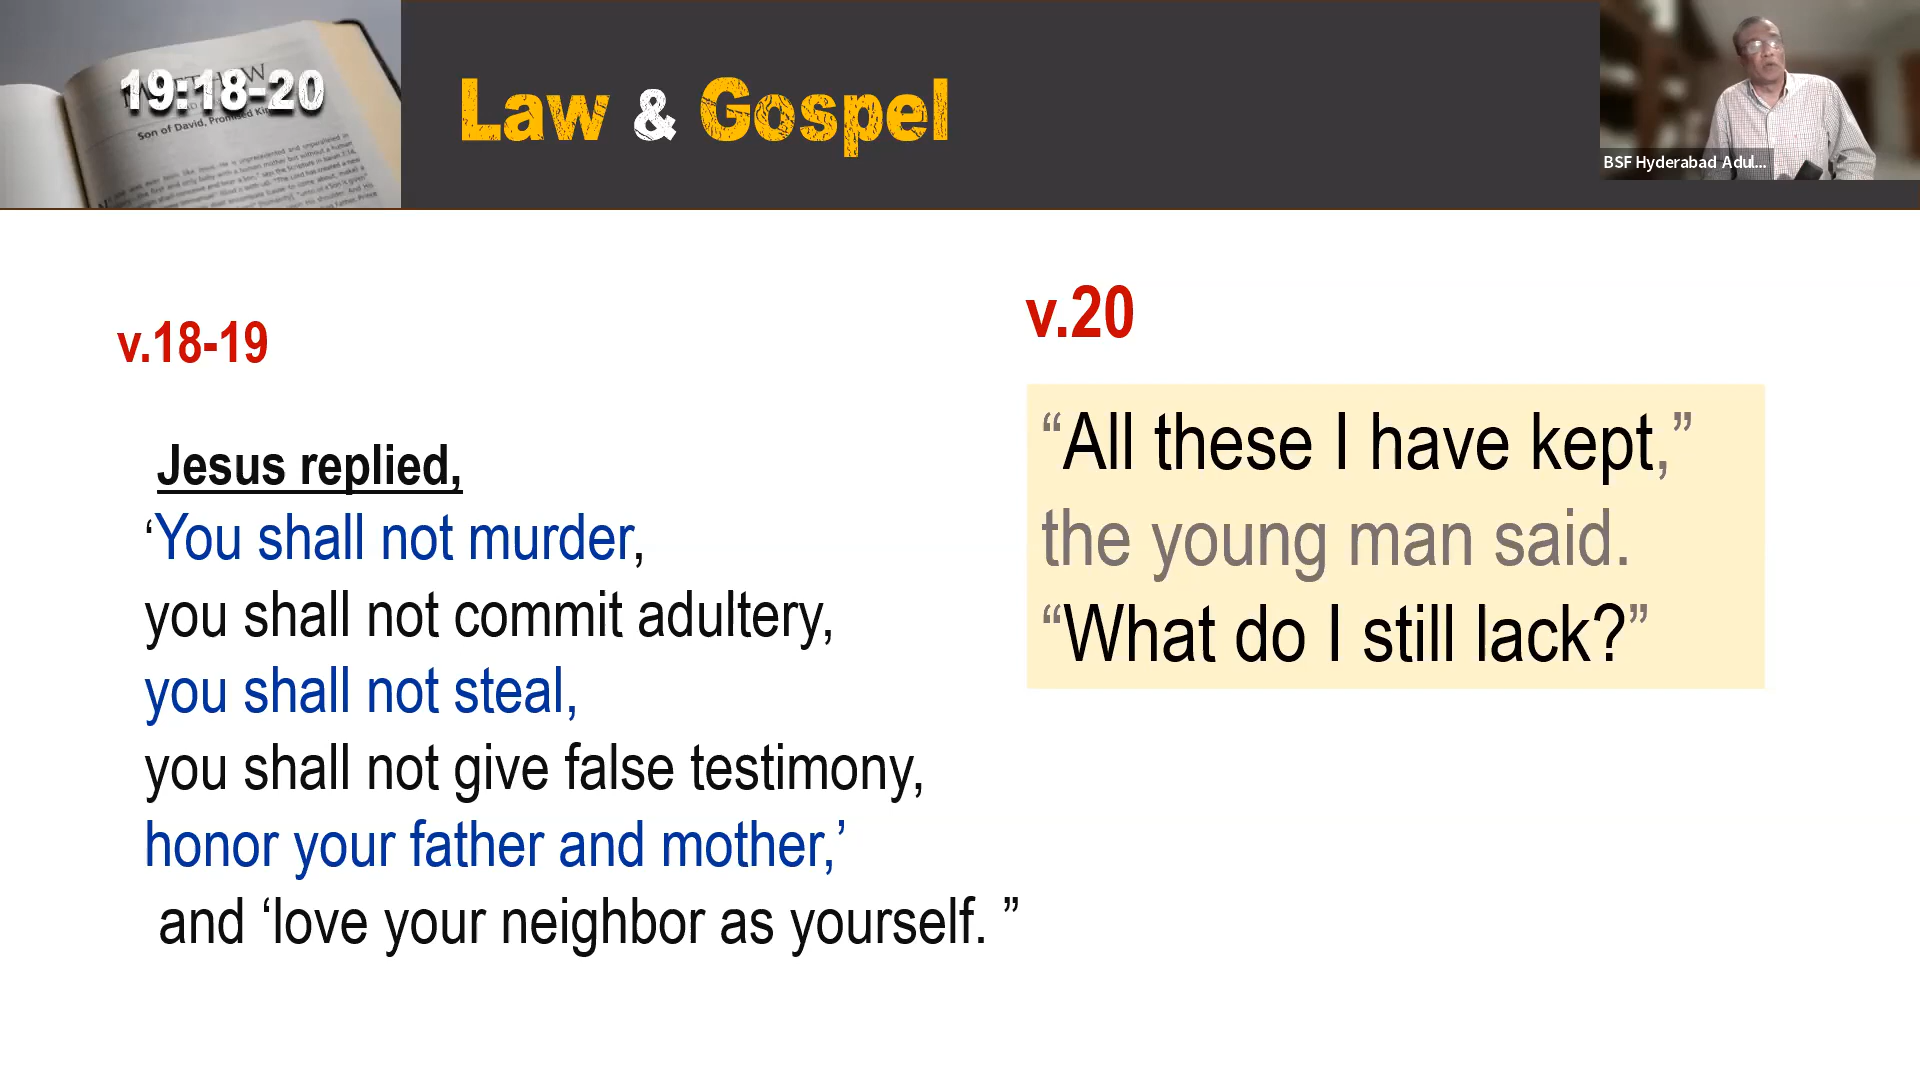 19:18-20
Son of David, Promised
Law & Gospel
BSF Hyderabad Adul...
v.18-19
Jesus replied,
‘You shall not murder,
you shall not commit adultery,
you shall not steal,
you shall not give false testimony,
honor your father and mother,’
and ‘love your neighbor as yourself. ”
v.20
“All these I have kept,”
the young man said.
“What do I still lack?”